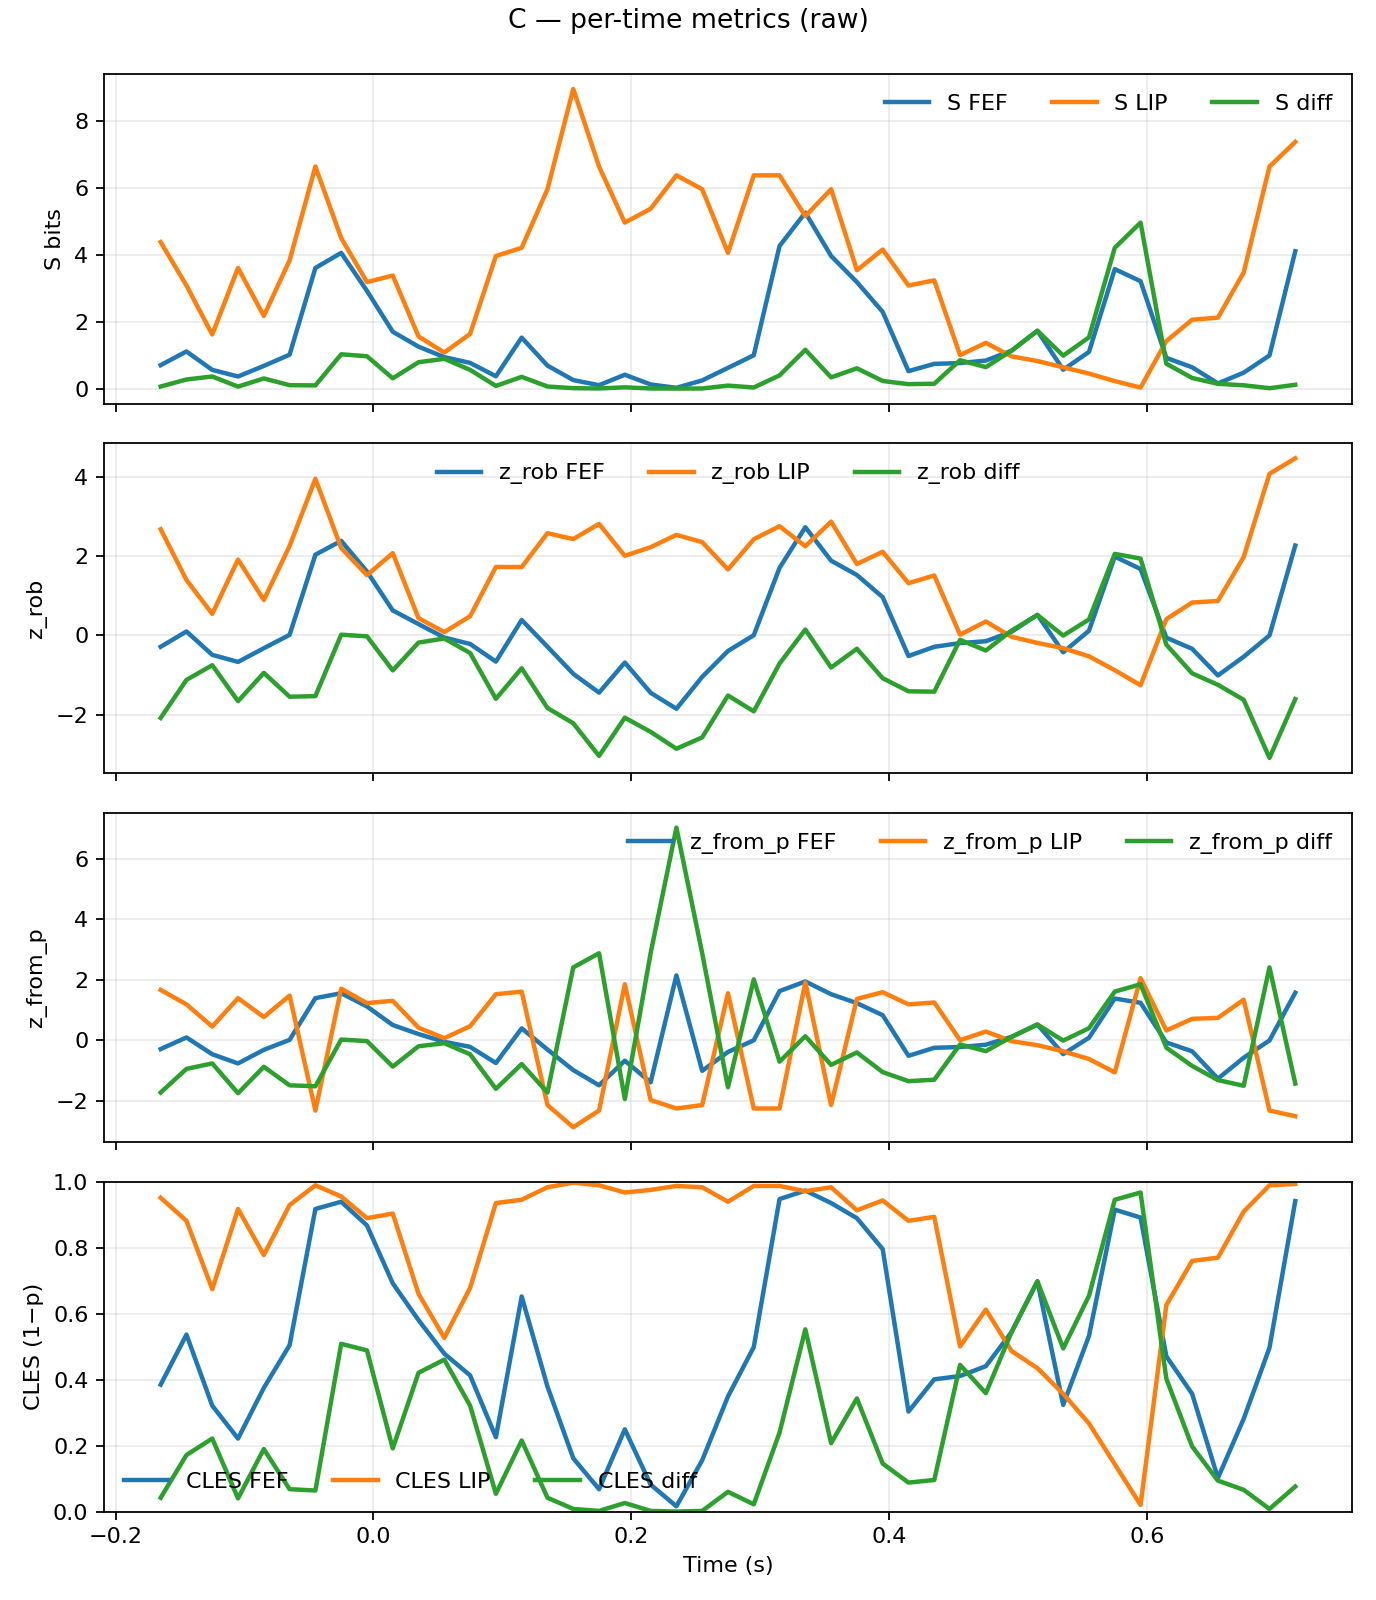 C — per-time metrics (raw)
S FEF S LIP S diff
8
6
4
2
0
S bits
z_rob FEF z_rob LIP z_rob diff
4
2
0
−2
z_rob
z_from_p FEF z_from_p LIP z_from_p diff
6
4
2
0
−2
z_from_p
1.0
0.8
0.6
0.4
0.2
0.0
CLES (1−p)
CLES FEF CLES LIP CLES diff
−0.2 0.0 0.2 0.4 0.6
Time (s)